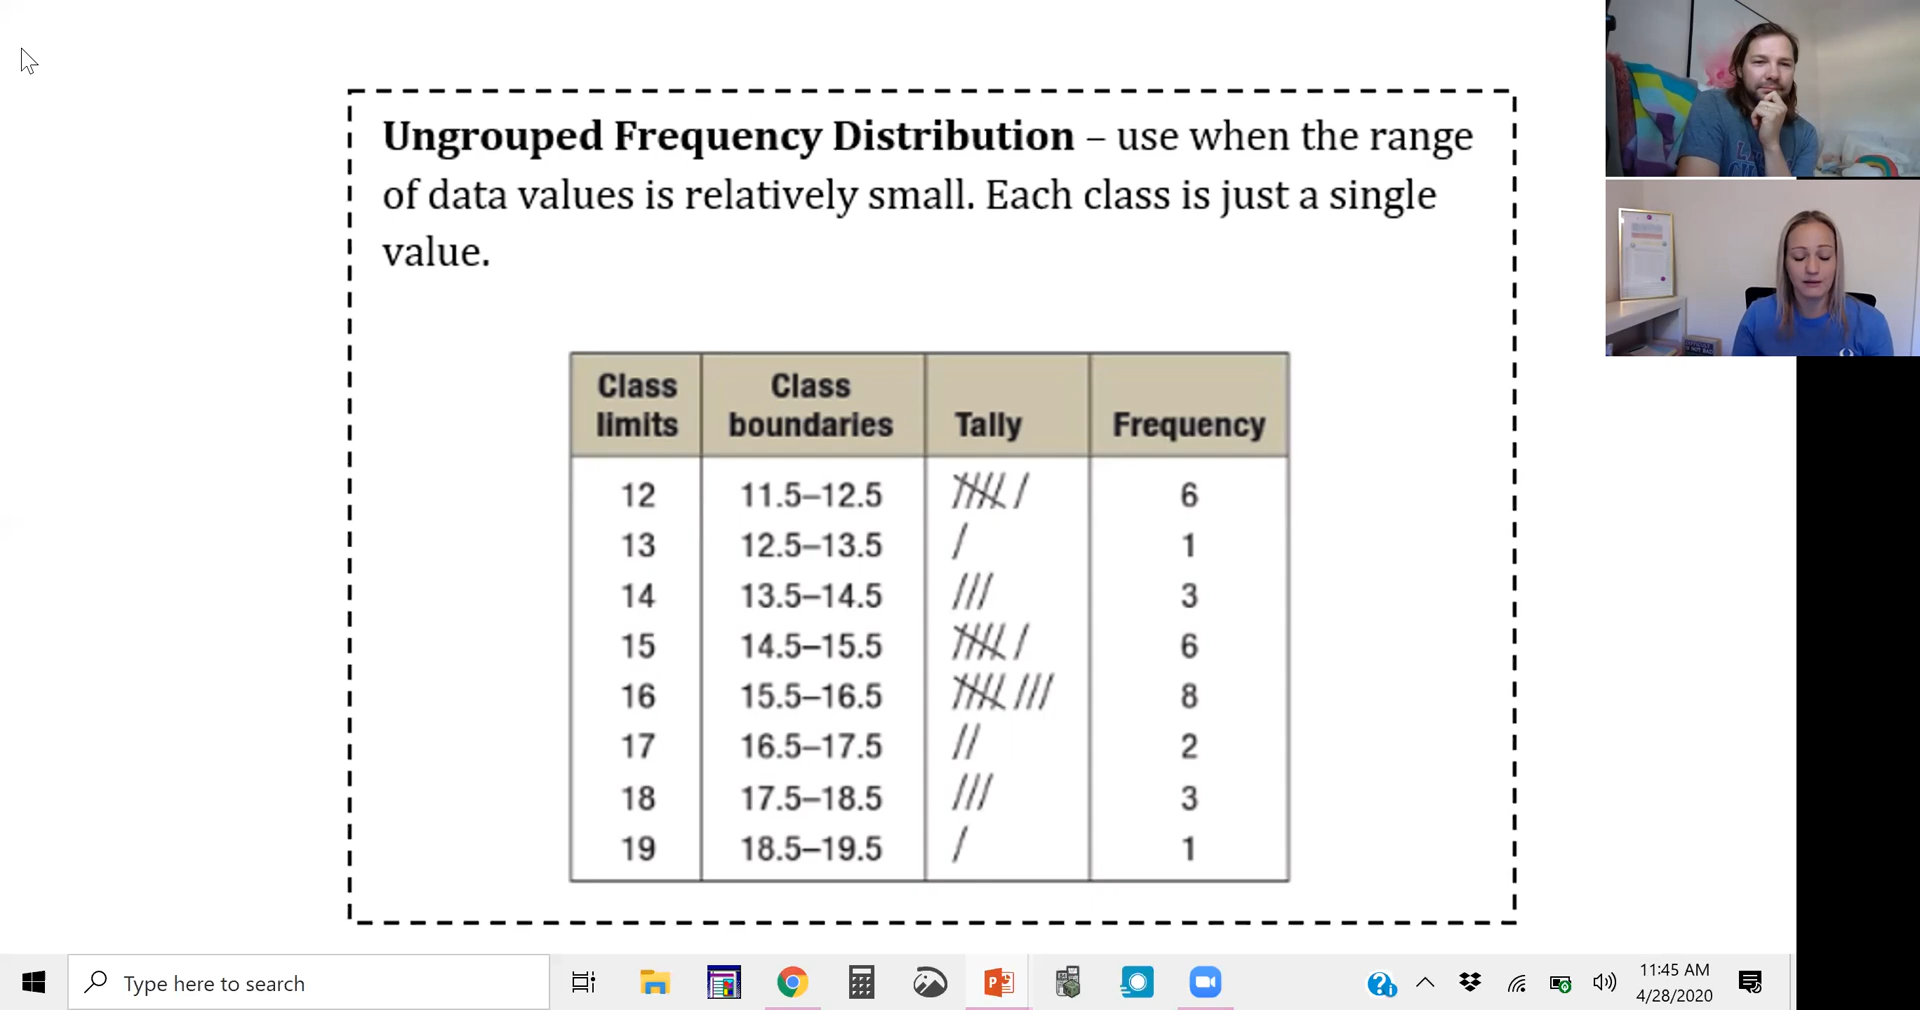 Ungrouped Frequency Distribution – use when the range
of data values is relatively small. Each class is just a single
value.
Class limits Class boundaries Tally Frequency
12 11.5–12.5 6
13 12.5–13.5 1
14 13.5–14.5 3
15 14.5–15.5 6
16 15.5–16.5 8
17 16.5–17.5 2
18 17.5–18.5 3
19 18.5–19.5 1
Type here to search
11:45 AM
4/28/2020